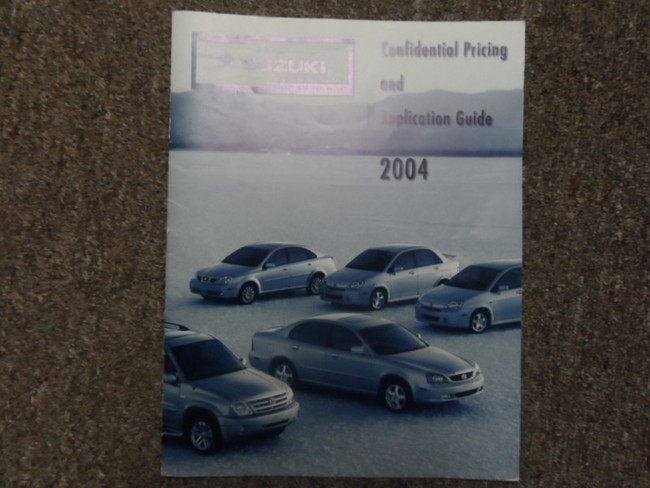 SUZUKI
Confidential Pricing
and
Application Guide
2004